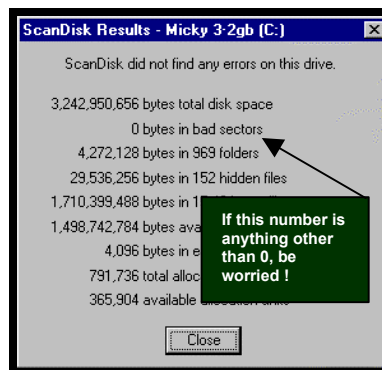 ScanDisk Results - Micky 3-2gb (C:)
ScanDisk did not find any errors on this drive.
3,242,950,656 bytes total disk space
0 bytes in bad sectors
4,272,128 bytes in 969 folders
29,536,256 bytes in 152 hidden files
1,710,399,488 bytes in
1,498,742,784 bytes
4,096 bytes in
791,736 total
365,904 available
If this number is
anything other
than 0, be
worried !
Close